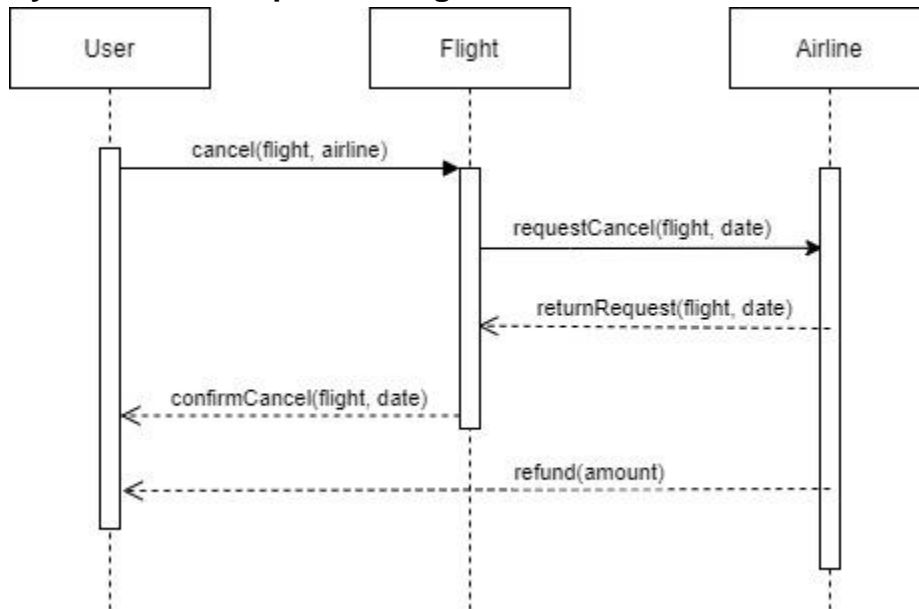 User
Flight
Airline
cancel(flight, airline)
requestCancel(flight, date)
returnRequest(flight, date)
confirmCancel(flight, date)
refund(amount)